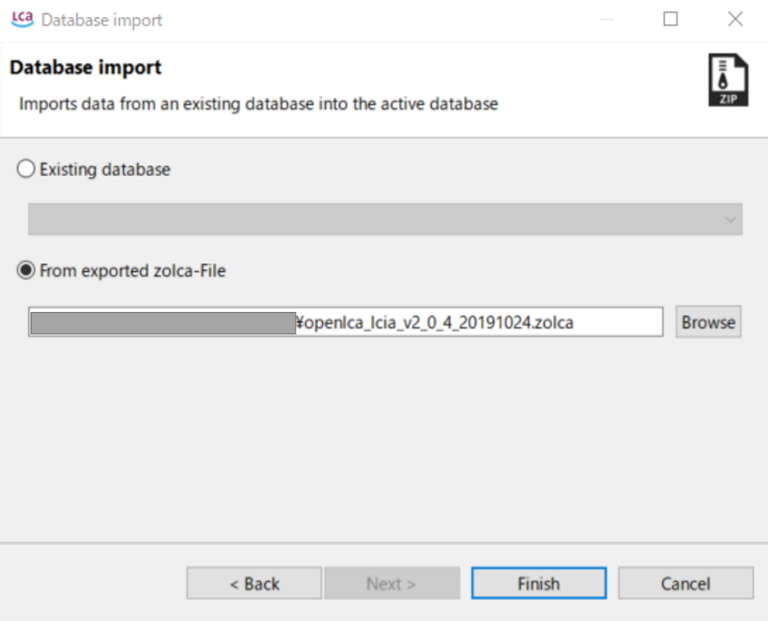 LCA Database import
Database import
Imports data from an existing database into the active database
ZIP
Existing database
From exported zolca-File
¥openlca_lcia_v2_0_4_20191024.zolca
Browse
< Back Next > Finish Cancel